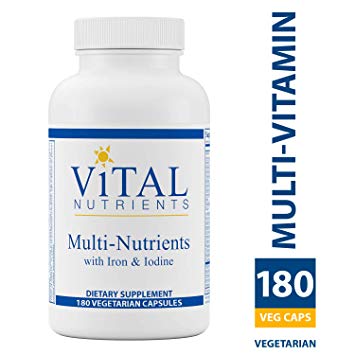 ViTAL
NUTRIENTS
Multi-Nutrients
with Iron & Iodine
DIETARY SUPPLEMENT
180 VEGETARIAN CAPSULES
MULTI-VITAMIN
180
VEG CAPS
VEGETARIAN